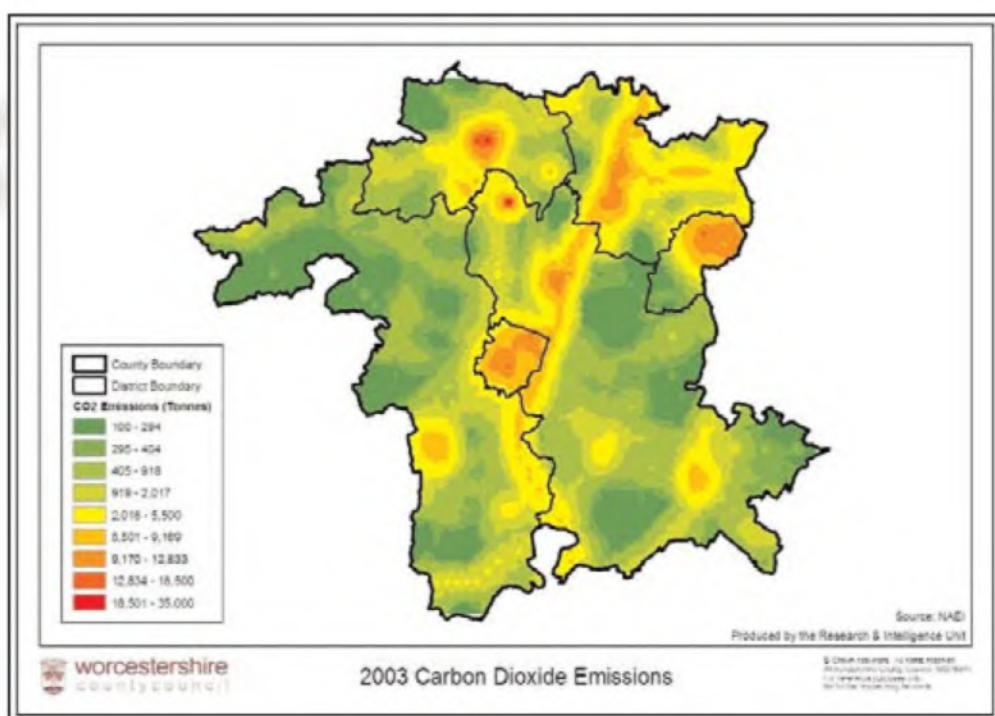 County Boundary
District Boundary
CO2 Emissions (Tonnes)
100 - 294
295 - 404
405 - 918
919 - 2,017
2,018 - 5,500
5,501 - 9,169
9,170 - 12,833
12,834 - 18,500
18,501 - 35,000
Source: NAEI
Produced by the Research & Intelligence Unit
worcestershire
countycouncil
2003 Carbon Dioxide Emissions